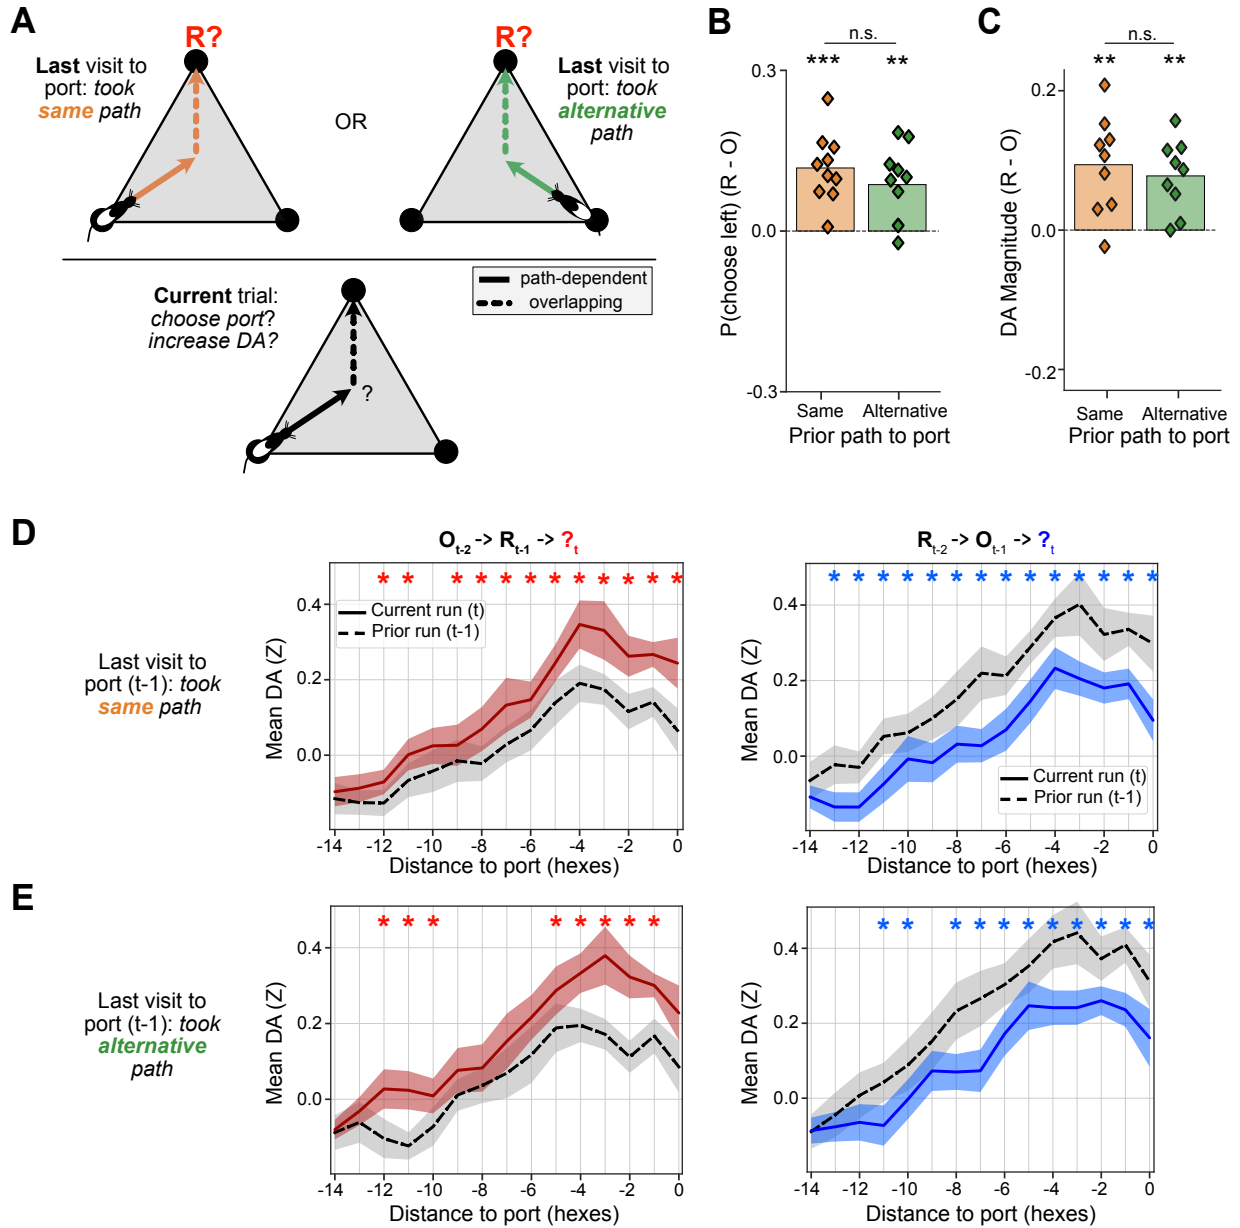 A
R?
Last visit to
port: took
same path
OR
R?
Last visit to
port: took
alternative
path
path-dependent
overlapping
Current trial:
choose port?
increase DA?
?
B
n.s.
***
**
0.3
0.0
-0.3
P(choose left) (R - O)
Same
Alternative
Prior path to port
C
n.s.
**
**
0.2
0.0
-0.2
DA Magnitude (R - O)
Same
Alternative
Prior path to port
D
Last visit to
port (t-1): took
same path
O_t-2 -> R_t-1 -> ?_t
* * * * * * * * * * * *
Current run (t)
Prior run (t-1)
0.4
0.2
0.0
Mean DA (Z)
-14 -12 -10 -8 -6 -4 -2 0
Distance to port (hexes)
R_t-2 -> O_t-1 -> ?_t
* * * * * * * * * * * * * *
0.4
0.2
0.0
Mean DA (Z)
Current run (t)
Prior run (t-1)
-14 -12 -10 -8 -6 -4 -2 0
Distance to port (hexes)
E
Last visit to
port (t-1): took
alternative
path
* * * * * * * *
0.4
0.2
0.0
Mean DA (Z)
-14 -12 -10 -8 -6 -4 -2 0
Distance to port (hexes)
* * * * * * * * * * *
0.4
0.2
0.0
Mean DA (Z)
-14 -12 -10 -8 -6 -4 -2 0
Distance to port (hexes)